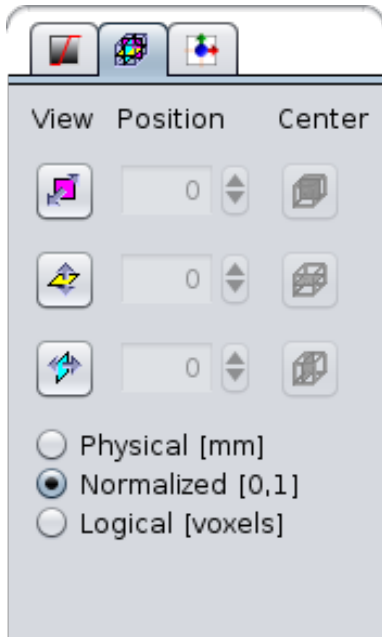 View Position Center
0
0
0
Physical [mm]
Normalized [0,1]
Logical [voxels]